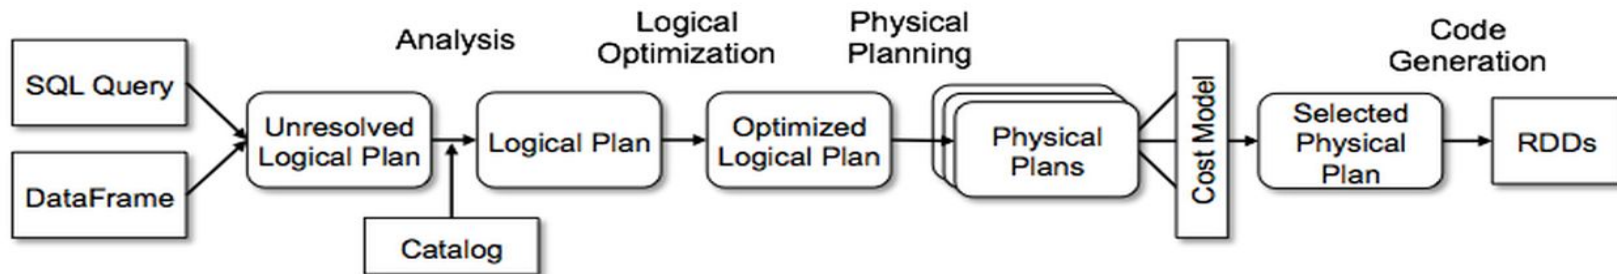 Analysis
Logical
Optimization
Physical
Planning
Code
Generation
SQL Query
DataFrame
Unresolved
Logical Plan
Catalog
Logical Plan
Optimized
Logical Plan
Physical
Plans
Cost Model
Selected
Physical
Plan
RDDs